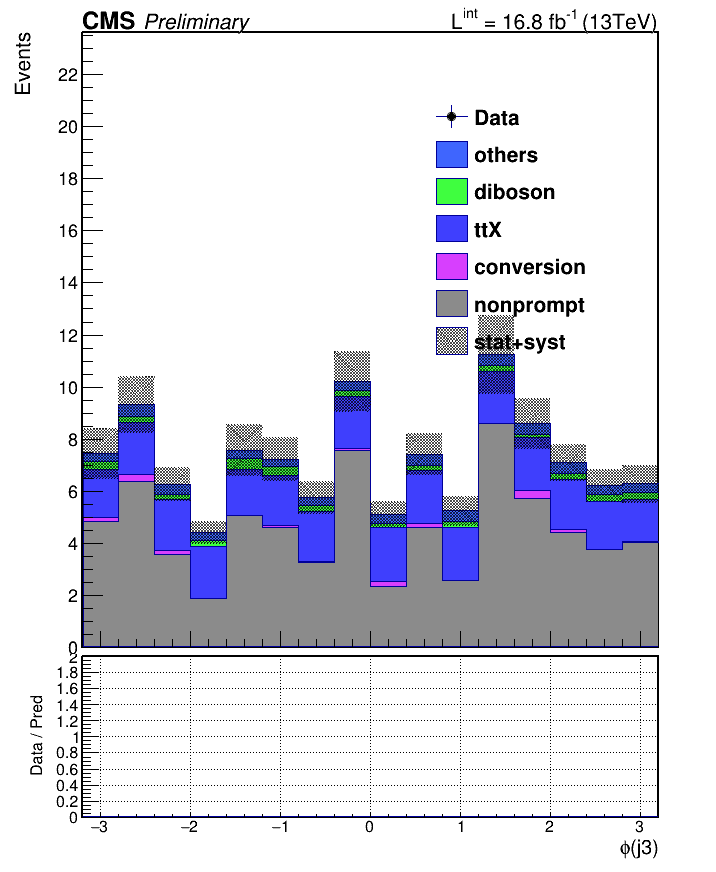 CMS Preliminary L^int = 16.8 fb^-1 (13TeV)
Events
22
20
18
16
14
12
10
8
6
4
2
0
Data
others
diboson
ttX
conversion
nonprompt
stat+syst
Data / Pred
2
1.8
1.6
1.4
1.2
1
0.8
0.6
0.4
0.2
0
−3 −2 −1 0 1 2 3
ϕ(j3)